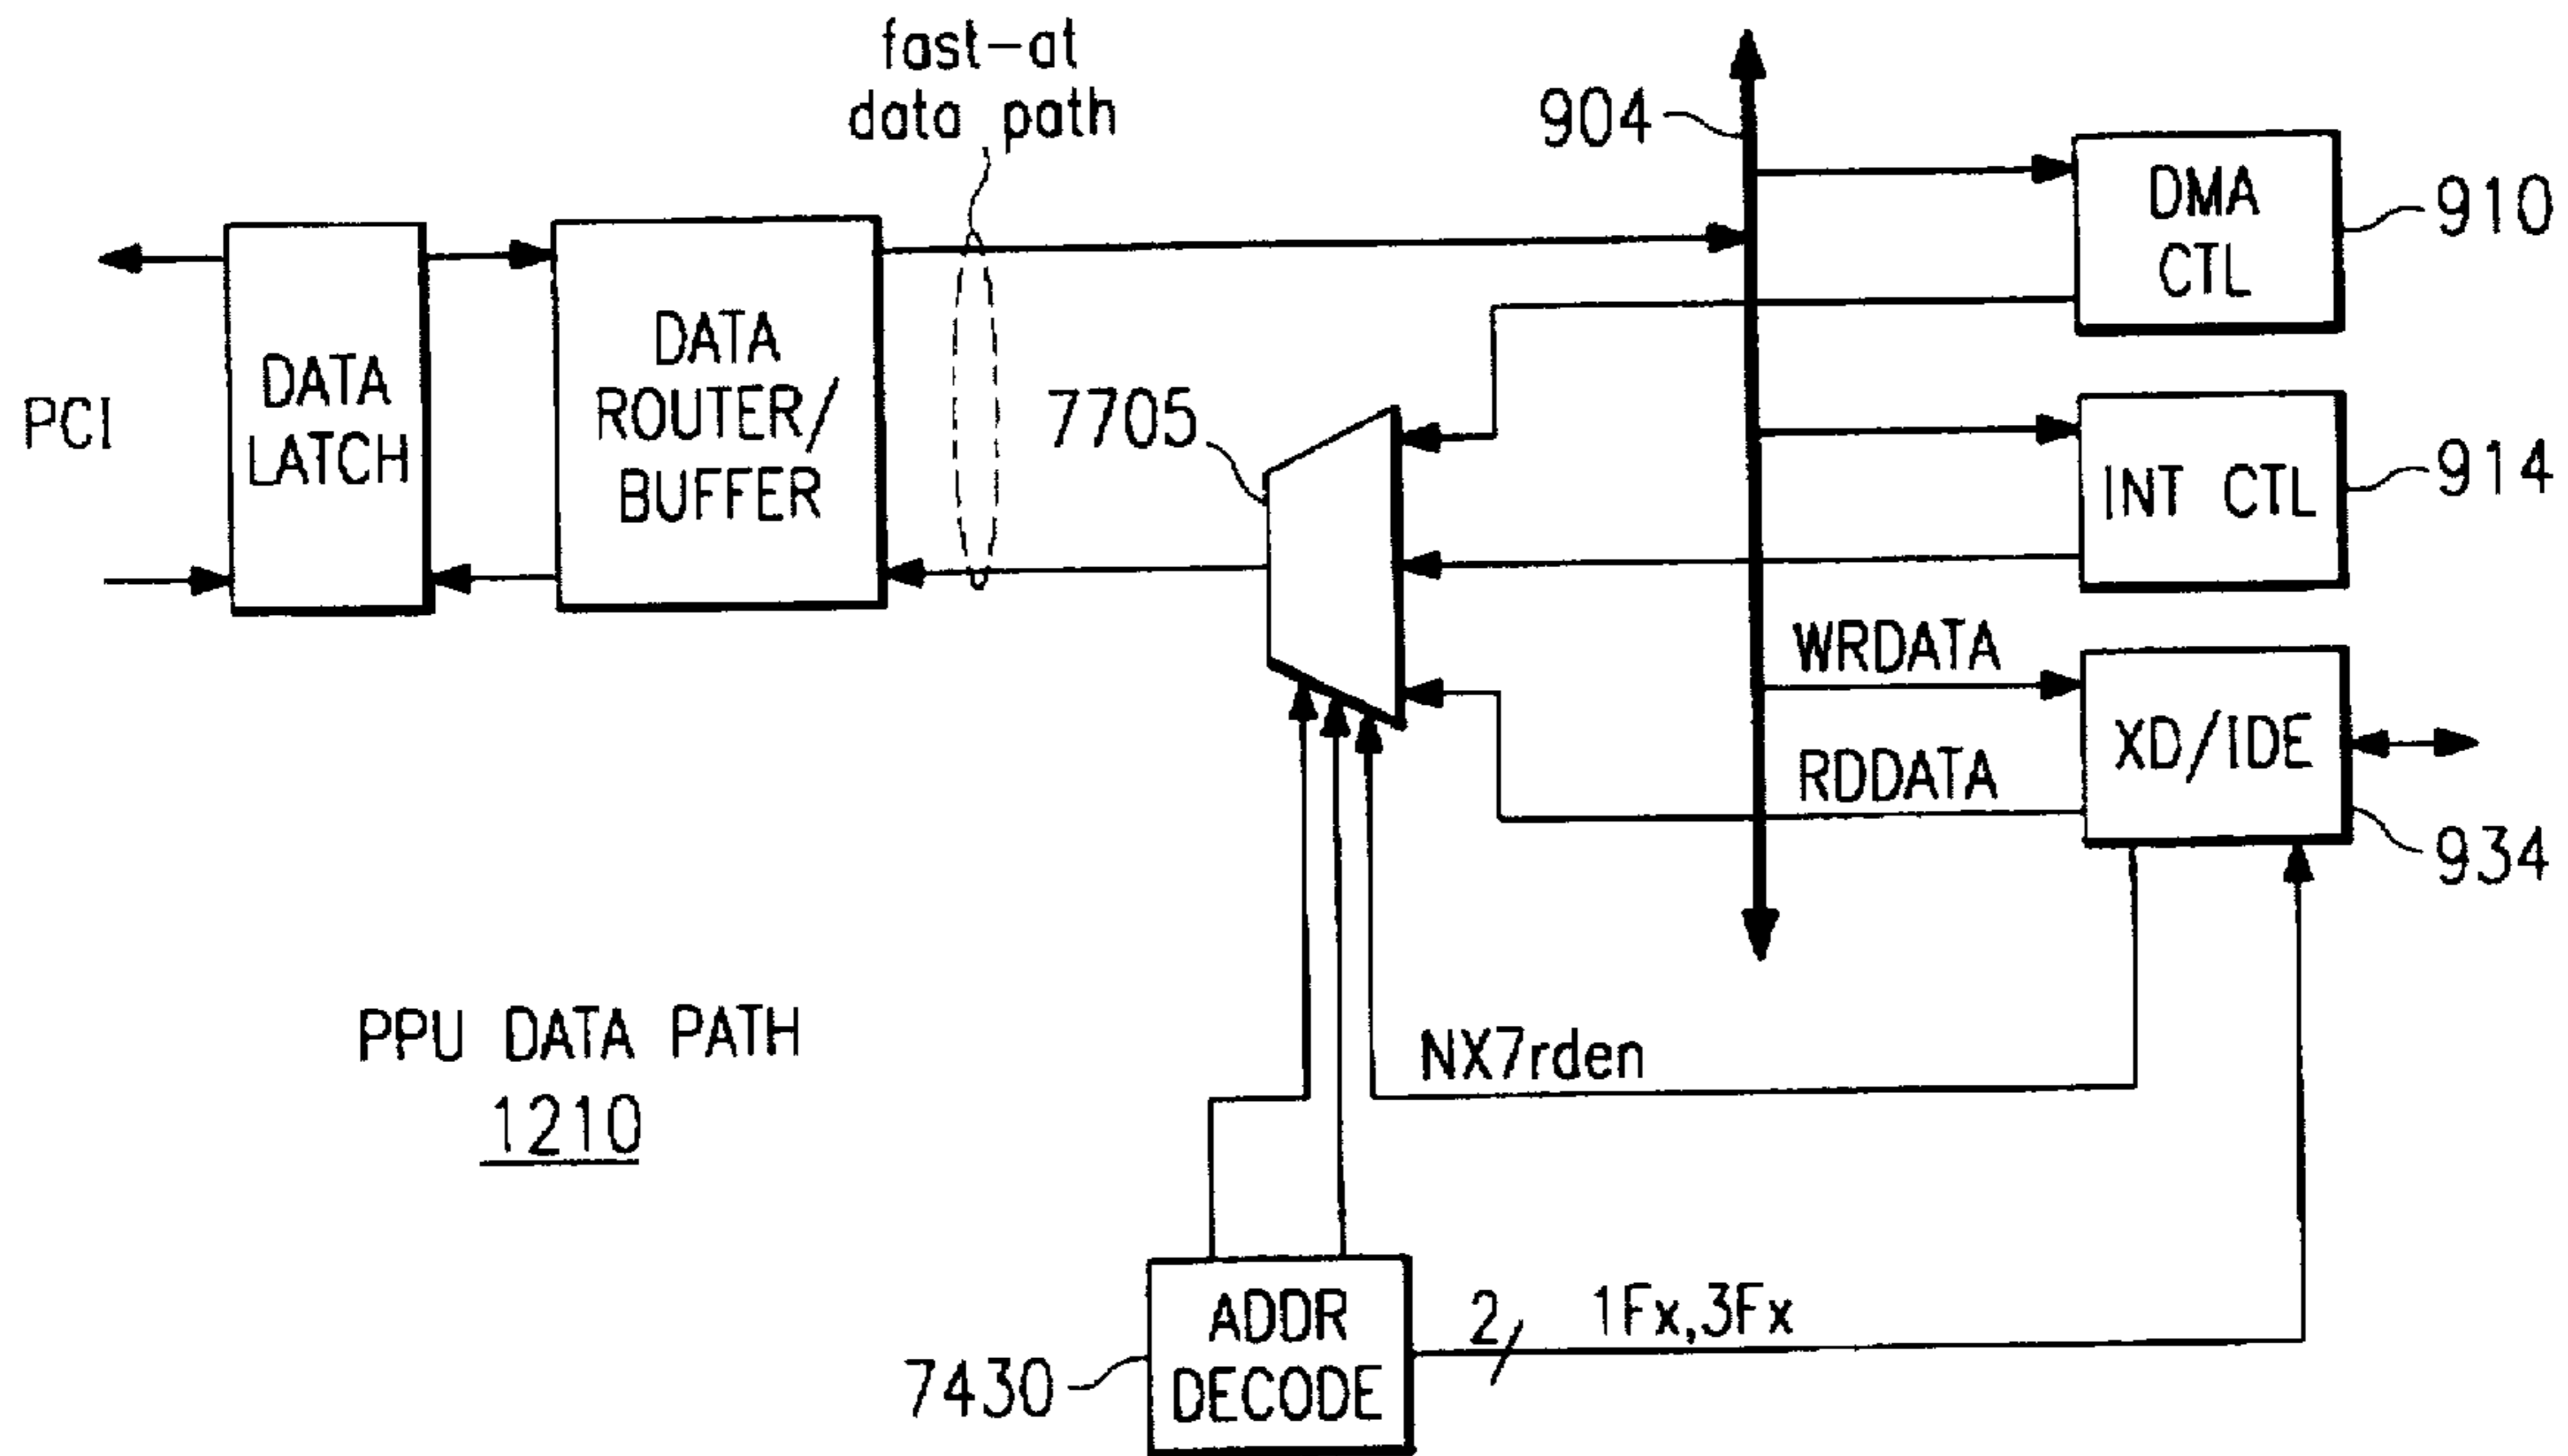 fast-at
data path
904
DMA
CTL
910
PCI
DATA
LATCH
DATA
ROUTER/
BUFFER
7705
INT CTL
914
WRDATA
RDDATA
XD/IDE
934
PPU DATA PATH
1210
NX7rden
ADDR
DECODE
7430
2
1Fx,3Fx